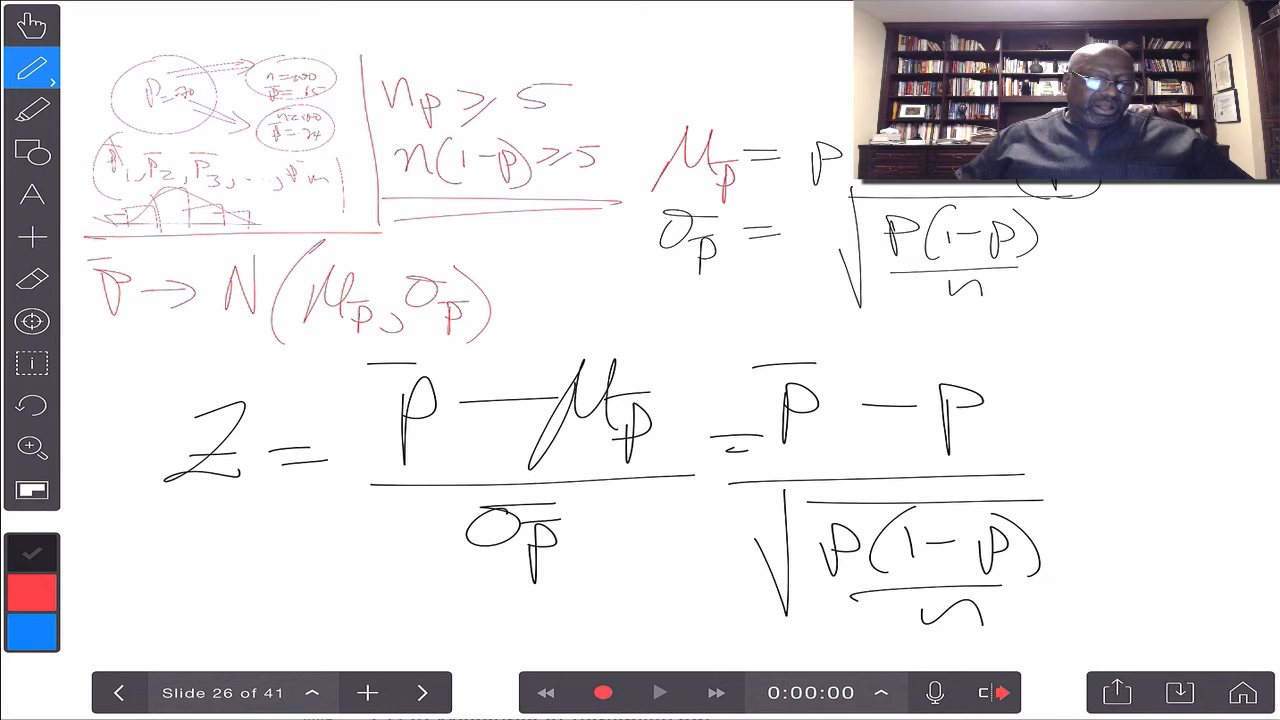 P = 70
n = 100
p̄ = 65
n = 100
p̄ = 74
p̄₁, p̄₂, p̄₃, ..., p̄m
np ≥ 5
n(1-p) ≥ 5
μp̄ = p
σp̄ = √(P(1-p)/n)
p̄ → N(μp̄, σp̄)
Z = (p̄ - μp̄)/σp̄ = (p̄ - p)/√(p(1-p)/n)
Slide 26 of 41
0:00:00